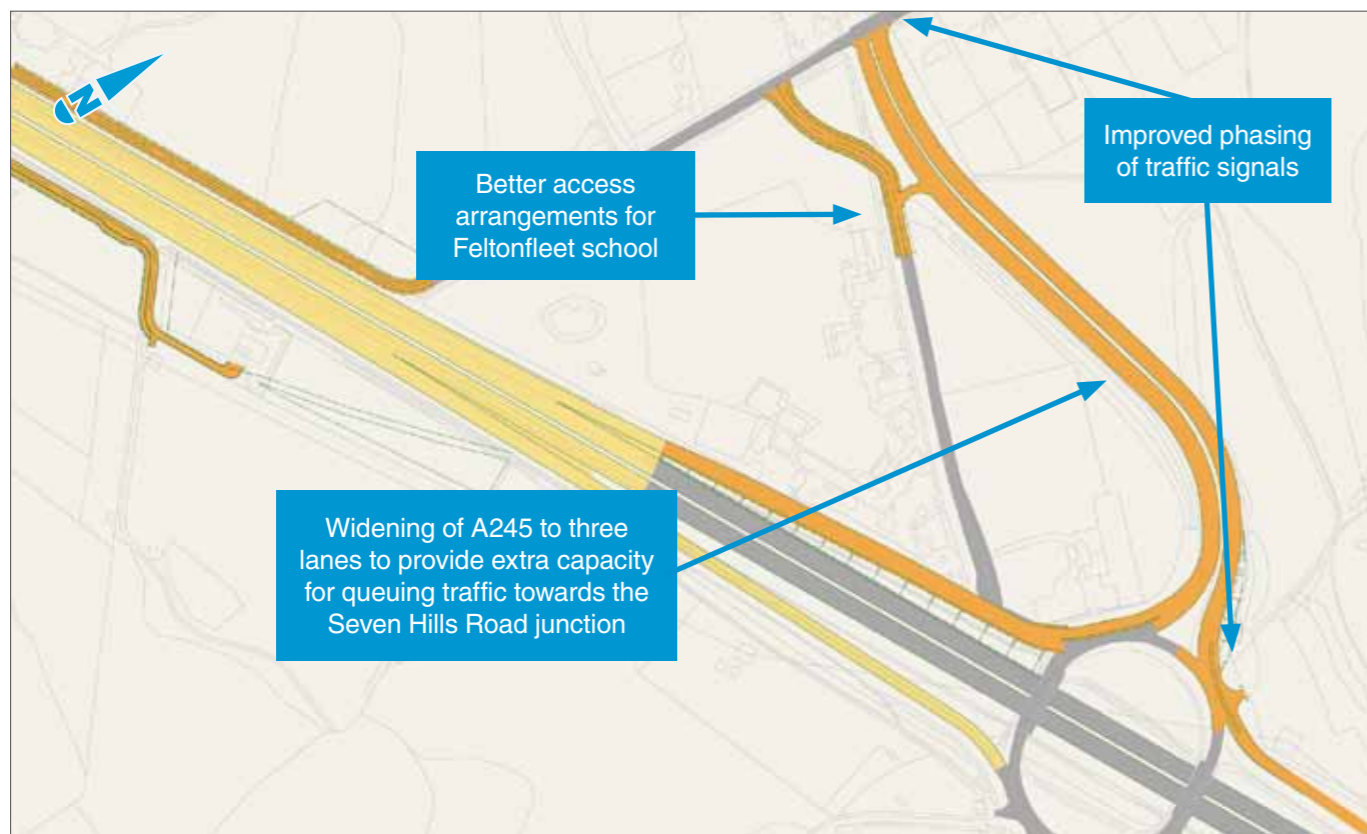 N
Better access
arrangements for
Feltonfleet school
Improved phasing
of traffic signals
Widening of A245 to three
lanes to provide extra capacity
for queuing traffic towards the
Seven Hills Road junction